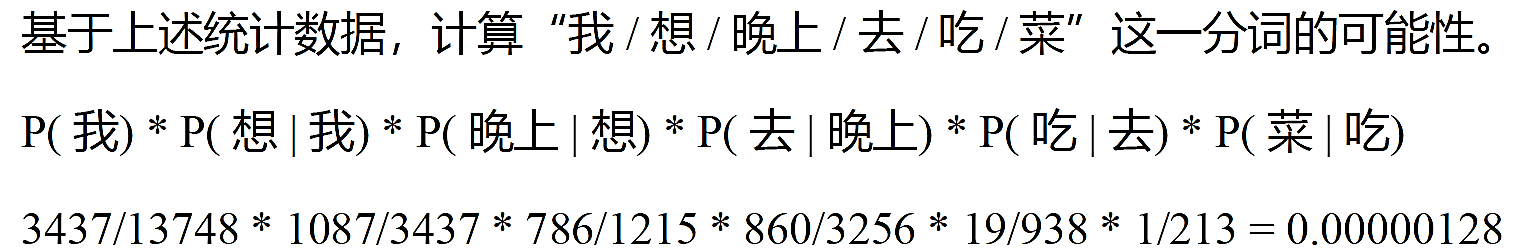 基于上述统计数据，计算“我 / 想 / 晚上 / 去 / 吃 / 菜”这一分词的可能性。
P( 我) * P( 想 | 我) * P( 晚上 | 想) * P( 去 | 晚上) * P( 吃 | 去) * P( 菜 | 吃)
3437/13748 * 1087/3437 * 786/1215 * 860/3256 * 19/938 * 1/213 = 0.00000128